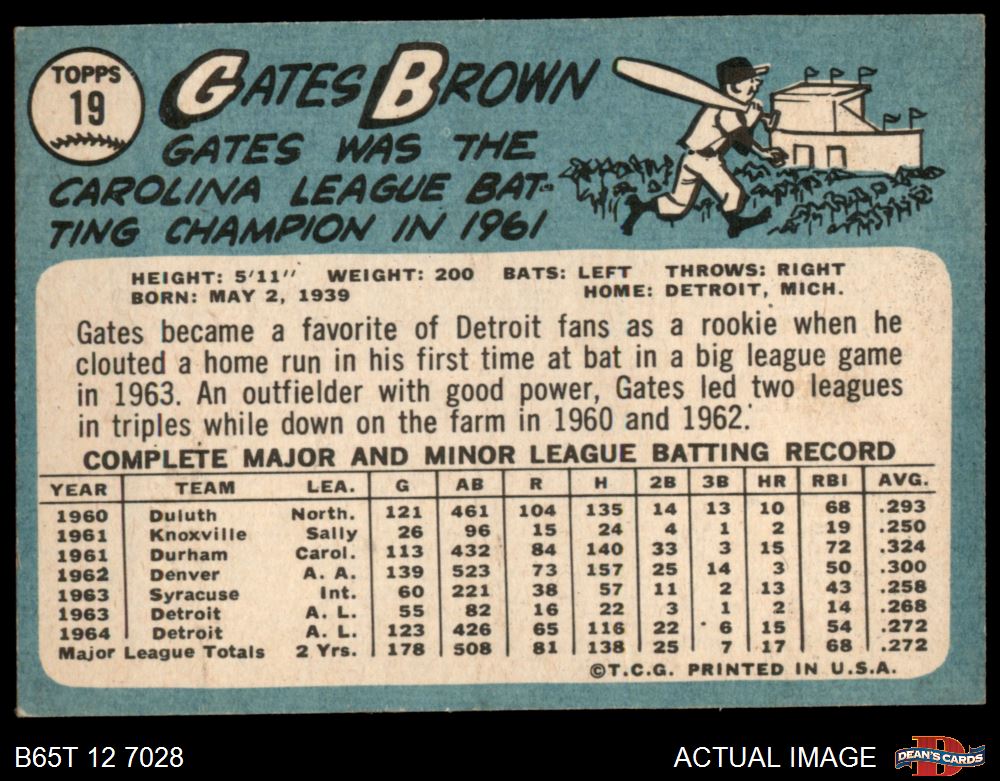 TOPPS
19
GATES BROWN
GATES WAS THE
CAROLINA LEAGUE BAT-
TING CHAMPION IN 1961
HEIGHT: 5'11" WEIGHT: 200 BATS: LEFT THROWS: RIGHT
BORN: MAY 2, 1939 HOME: DETROIT, MICH.
Gates became a favorite of Detroit fans as a rookie when he
clouted a home run in his first time at bat in a big league game
in 1963. An outfielder with good power, Gates led two leagues
in triples while down on the farm in 1960 and 1962.
COMPLETE MAJOR AND MINOR LEAGUE BATTING RECORD
YEAR TEAM LEA. G AB R H 2B 3B HR RBI AVG.
1960 Duluth North. 121 461 104 135 14 13 10 68 .293
1961 Knoxville Sally 26 96 15 24 4 1 2 19 .250
1961 Durham Carol. 113 432 84 140 33 3 15 72 .324
1962 Denver A. A. 139 523 73 157 25 14 3 50 .300
1963 Syracuse Int. 60 221 38 57 11 2 13 43 .258
1963 Detroit A. L. 55 82 16 22 3 1 2 14 .268
1964 Detroit A. L. 123 426 65 116 22 6 15 54 .272
Major League Totals 2 Yrs. 178 508 81 138 25 7 17 68 .272
©T.C.G. PRINTED IN U.S.A.
B65T 12 7028 ACTUAL IMAGE DEAN'S CARDS